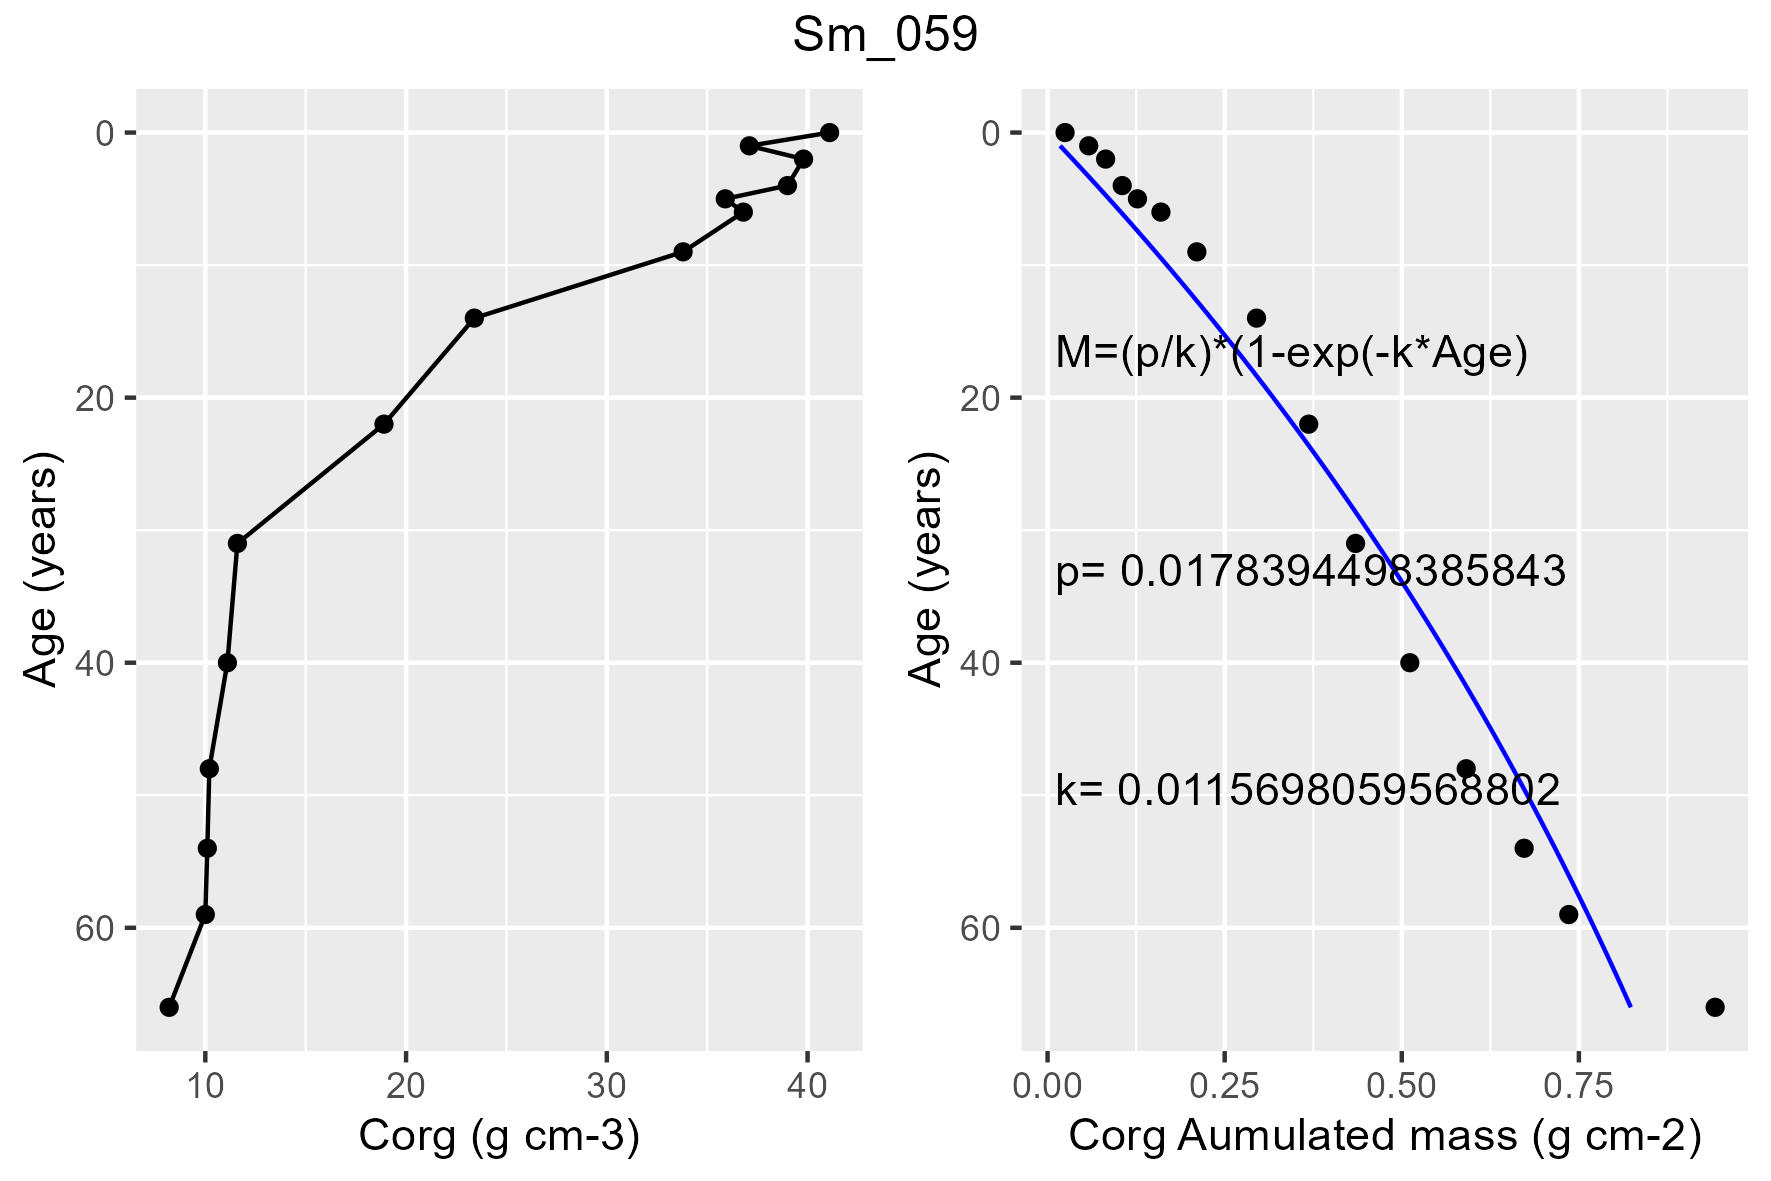 Sm_059
0
20
40
60
Age (years)
10
20
30
40
Corg (g cm-3)
0
20
40
60
Age (years)
M=(p/k)*(1-exp(-k*Age)
p= 0.0178394498385843
k= 0.0115698059568802
0.00
0.25
0.50
0.75
Corg Aumulated mass (g cm-2)